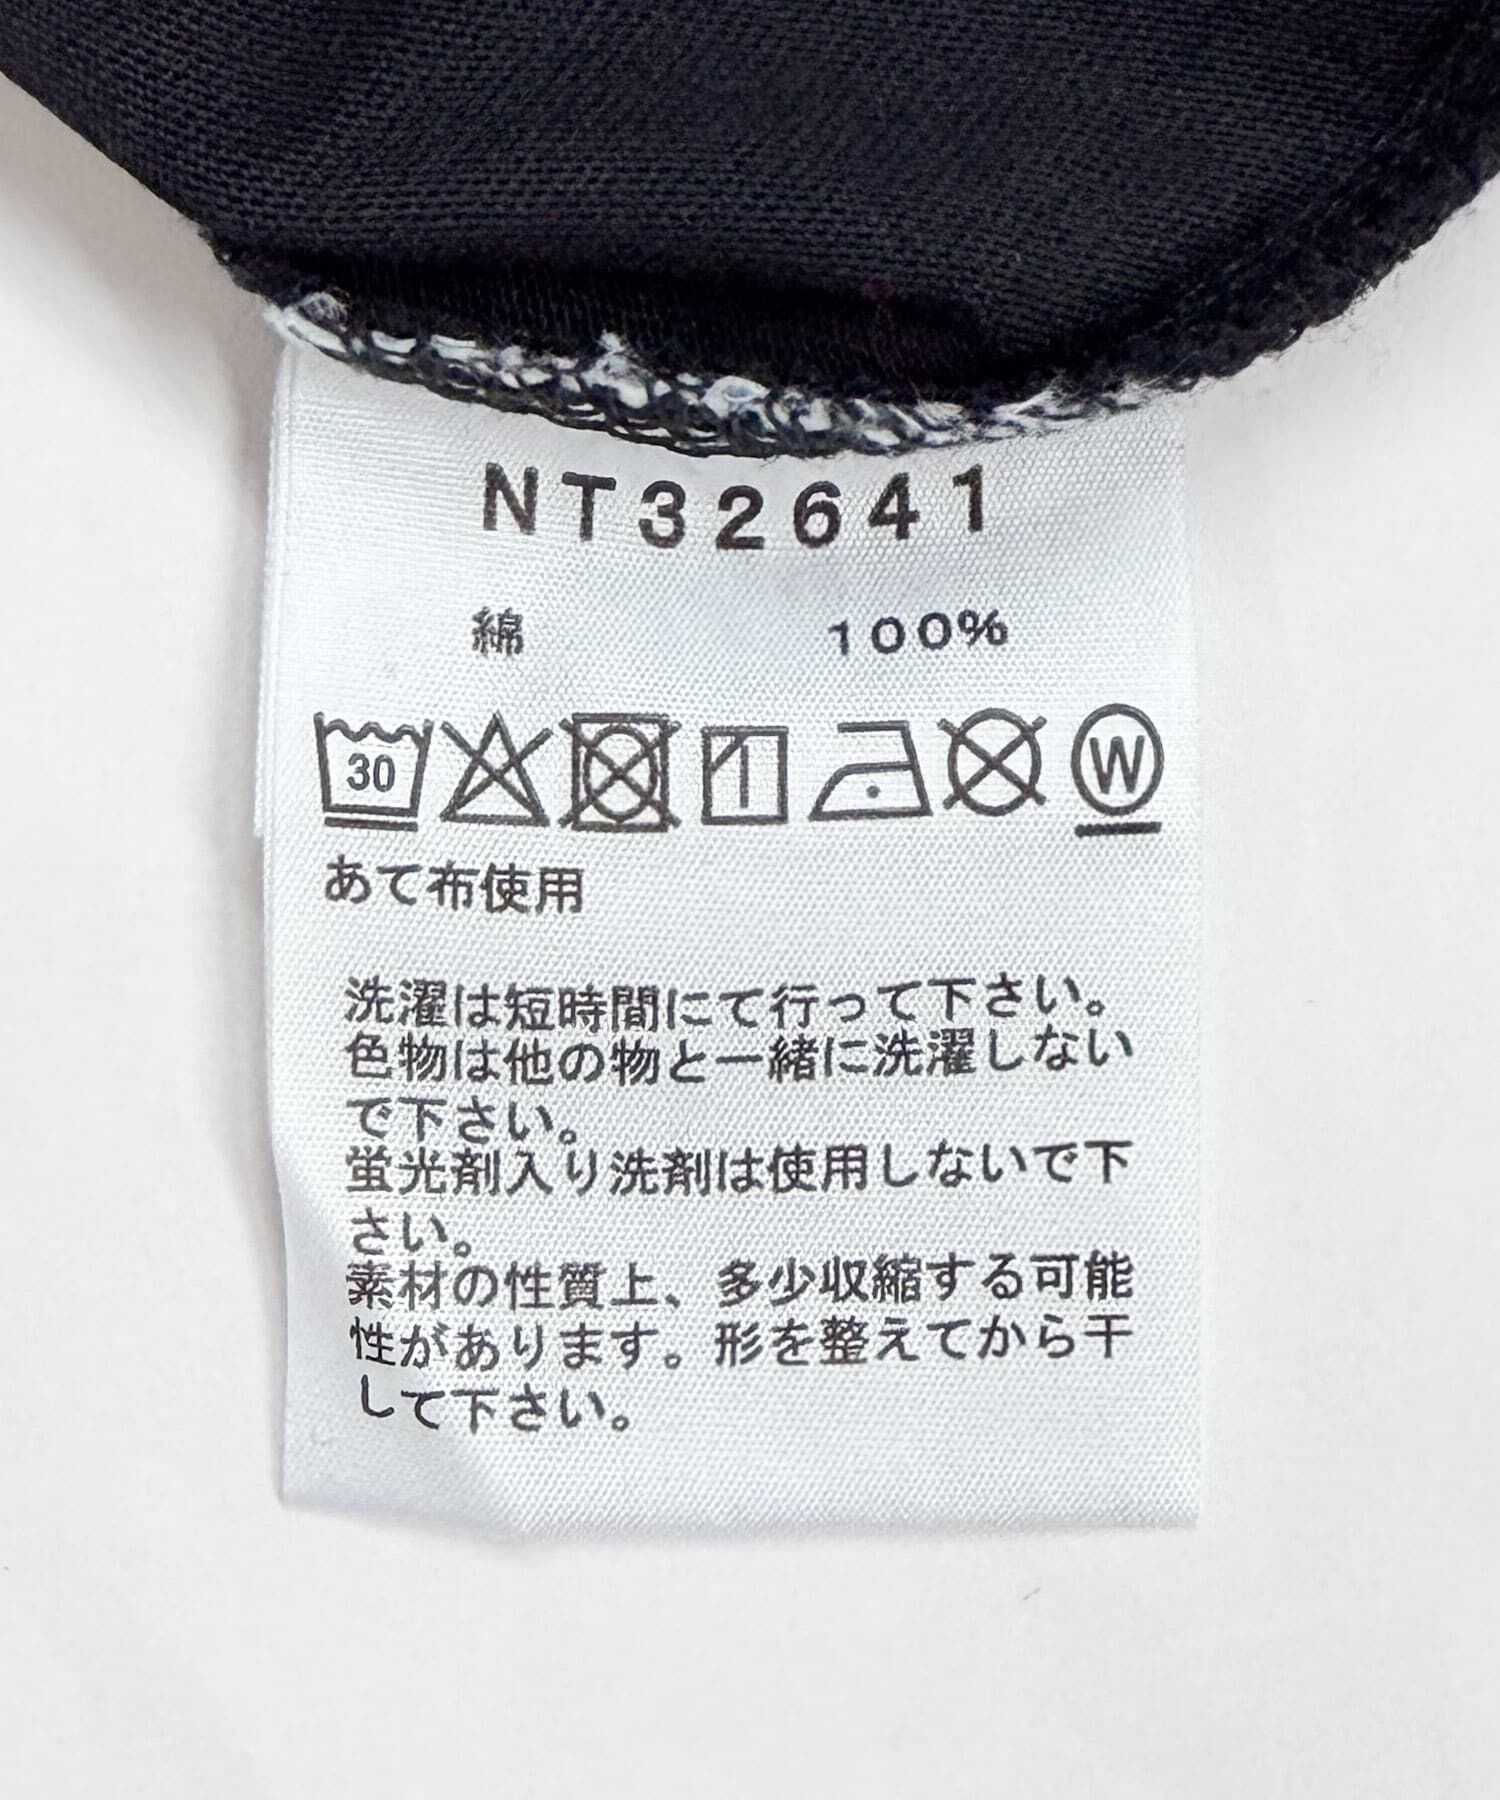 NT32641
綿 100%
30 W
あて布使用
洗濯は短時間にて行って下さい。
色物は他の物と一緒に洗濯しない
で下さい。
蛍光剤入り洗剤は使用しないで下
さい。
素材の性質上、多少収縮する可能
性があります。形を整えてから干
して下さい。